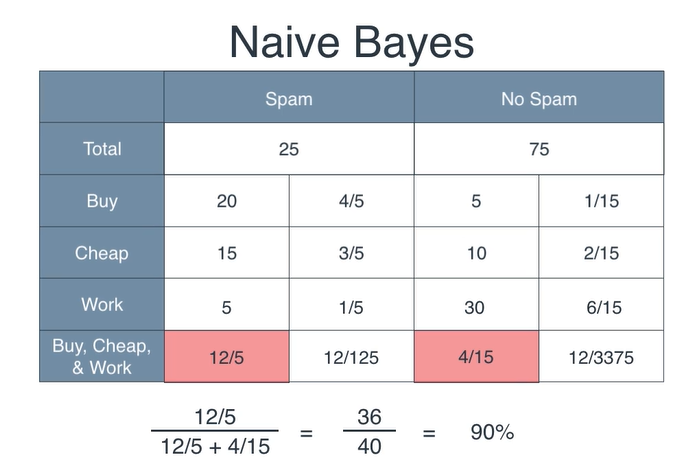 Naive Bayes
Spam No Spam
Total 25 75
Buy 20 4/5 5 1/15
Cheap 15 3/5 10 2/15
Work 5 1/5 30 6/15
Buy, Cheap,
& Work 12/5 12/125 4/15 12/3375
12/5 36
= = 90%
12/5 + 4/15 40